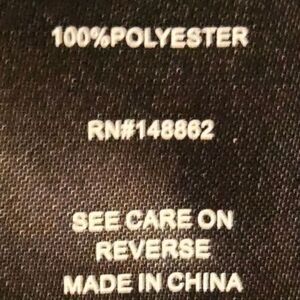 100%POLYESTER
RN#148862
SEE CARE ON
REVERSE
MADE IN CHINA